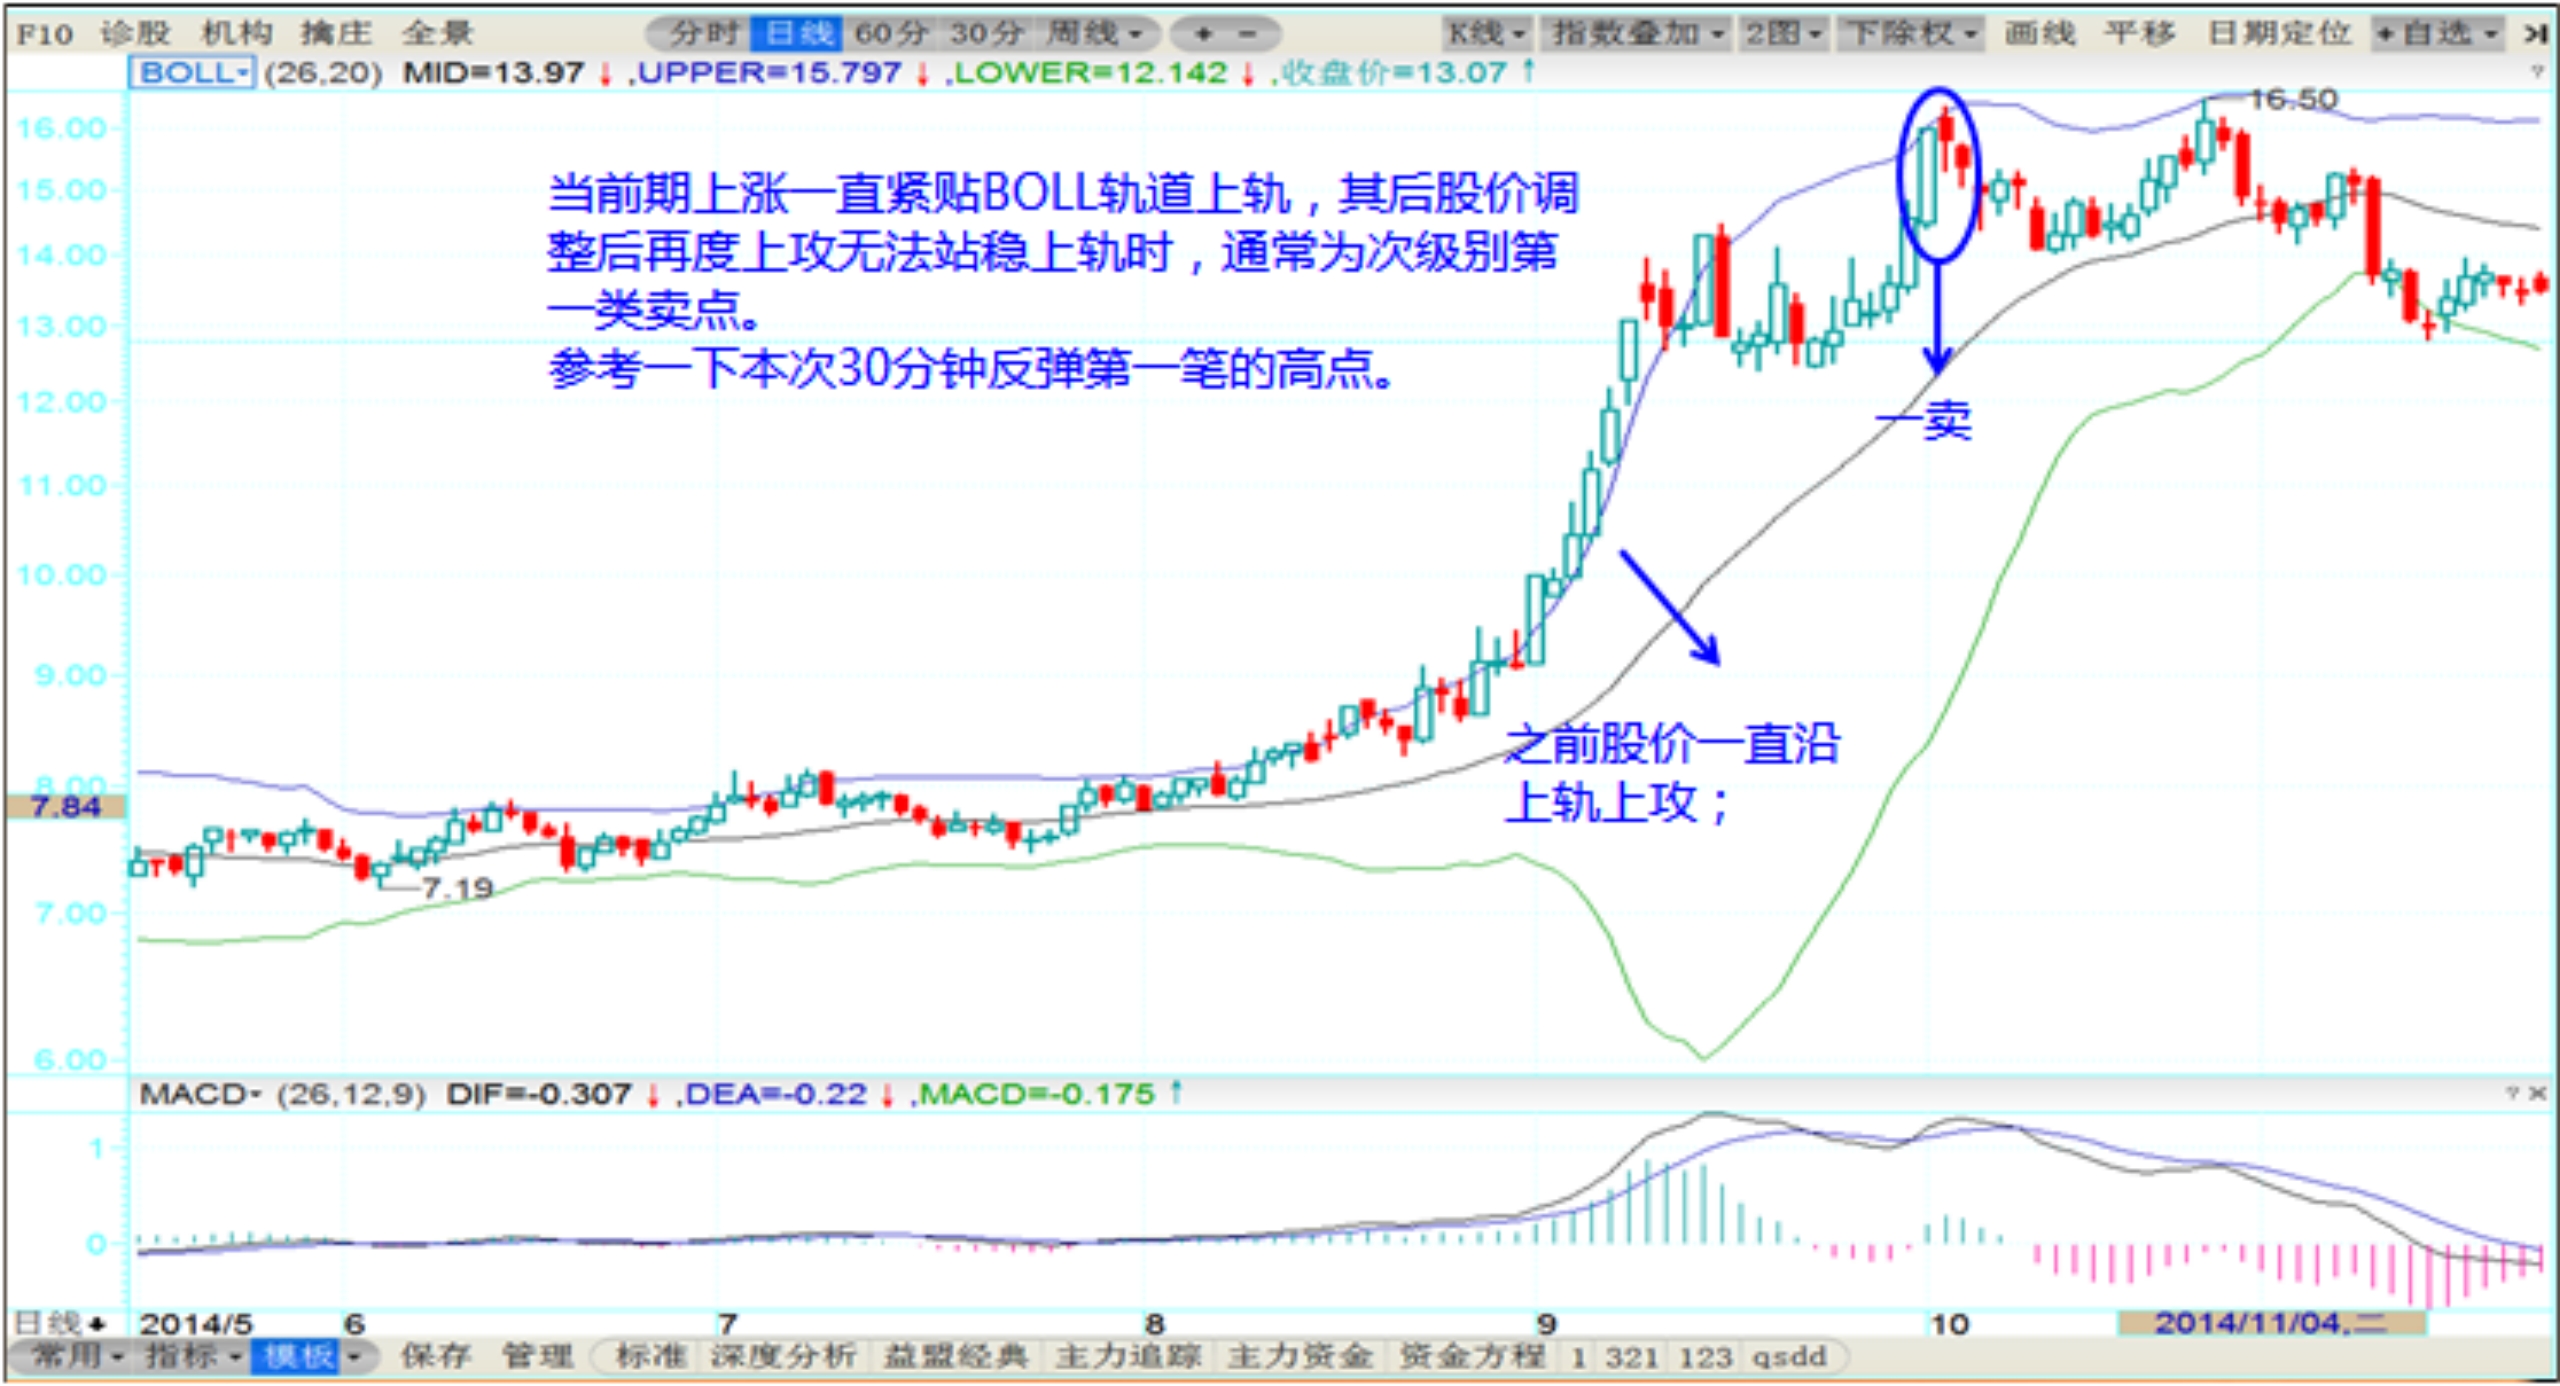 F10 诊股 机构 擒庄 全景 分时 日线 60分 30分 周线 + - K线 指数叠加 2图 下除权 画线 平移 日期定位 +自选
BOLL (26,20) MID=13.97 ↓ ,UPPER=15.797 ↓ ,LOWER=12.142 ↓ ,收盘价=13.07 ↑ ?
16.50
16.00
当前期上涨一直紧贴BOLL轨道上轨，其后股价调
15.00
整后再度上攻无法站稳上轨时，通常为次级别第
14.00
一类卖点。
13.00
参考一下本次30分钟反弹第一笔的高点。
12.00
一卖
11.00
10.00
9.00
之前股价一直沿
上轨上攻；
8.00
7.84
7.19
7.00
6.00
MACD (26,12,9) DIF=-0.307 ↓ ,DEA=-0.22 ↓ ,MACD=-0.175 ↑ ? ×
1
0
日线 2014/5 6 7 8 9 10 2014/11/04,二
常用 指标 模板 保存 管理 标准 深度分析 益盟经典 主力追踪 主力资金 资金方程 1 321 123 qsdd